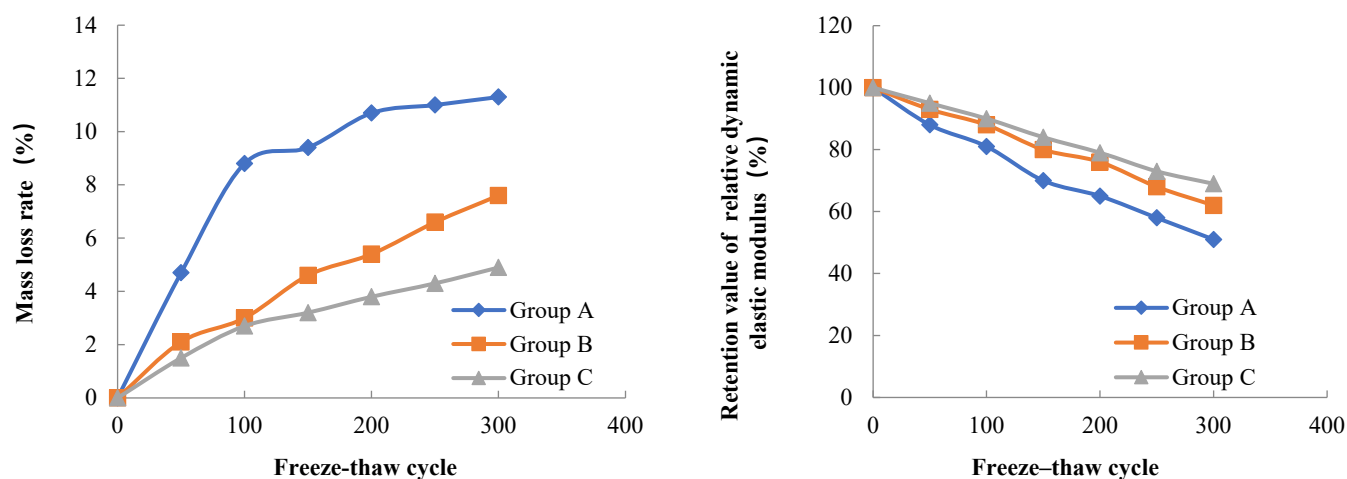 14
12
10
8
6
4
2
0
Mass loss rate (%)
Group A
Group B
Group C
0 100 200 300 400
Freeze-thaw cycle
120
100
80
60
40
20
0
Retention value of relative dynamic
elastic modulus (%)
Group A
Group B
Group C
0 100 200 300 400
Freeze–thaw cycle